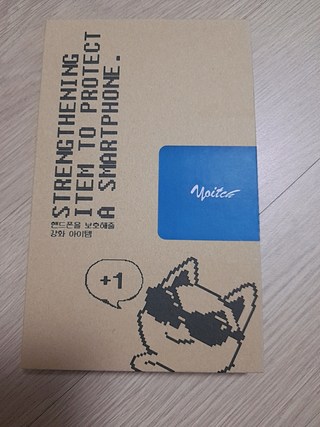 STRENGTHENING
ITEM TO PROTECT
A SMARTPHONE.
핸드폰을 보호해줄
강화 아이템
+1